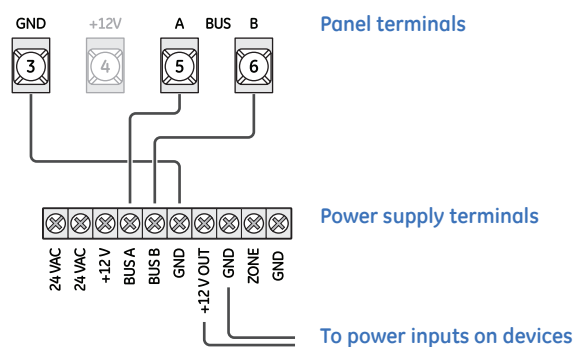 GND +12V A BUS B
Panel terminals
3 4 5 6
Power supply terminals
24 VAC
24 VAC
+12 V
BUS A
BUS B
GND
+12 V OUT
GND
ZONE
GND
To power inputs on devices